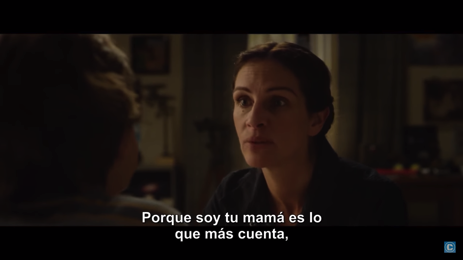 Porque soy tu mamá es lo
que más cuenta,
C